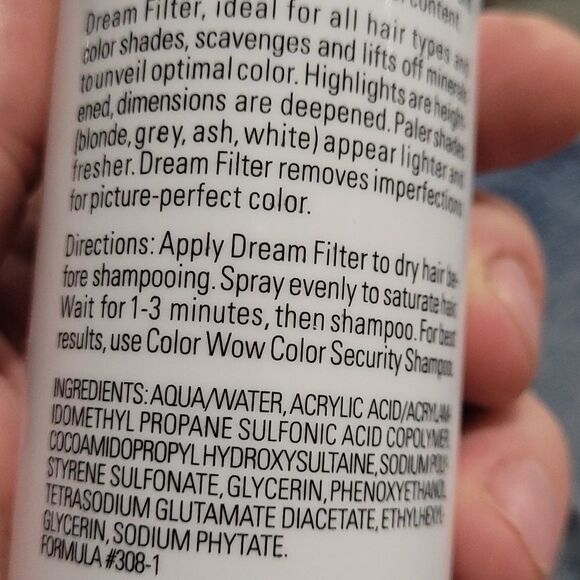 content.
Dream Filter, ideal for all hair types and
color shades, scavenges and lifts off minerals
to unveil optimal color. Highlights are height-
ened, dimensions are deepened. Paler shades
(blonde, grey, ash, white) appear lighter and
fresher. Dream Filter removes imperfections
for picture-perfect color.
Directions: Apply Dream Filter to dry hair be-
fore shampooing. Spray evenly to saturate hair.
Wait for 1-3 minutes, then shampoo. For best
results, use Color Wow Color Security Shampoo.
INGREDIENTS: AQUA/WATER, ACRYLIC ACID/ACRYLAM-
IDOMETHYL PROPANE SULFONIC ACID COPOLYMER,
COCOAMIDOPROPYL HYDROXYSULTAINE, SODIUM POLY-
STYRENE SULFONATE, GLYCERIN, PHENOXYETHANOL,
TETRASODIUM GLUTAMATE DIACETATE, ETHYLHEXYL-
GLYCERIN, SODIUM PHYTATE.
FORMULA #308-1